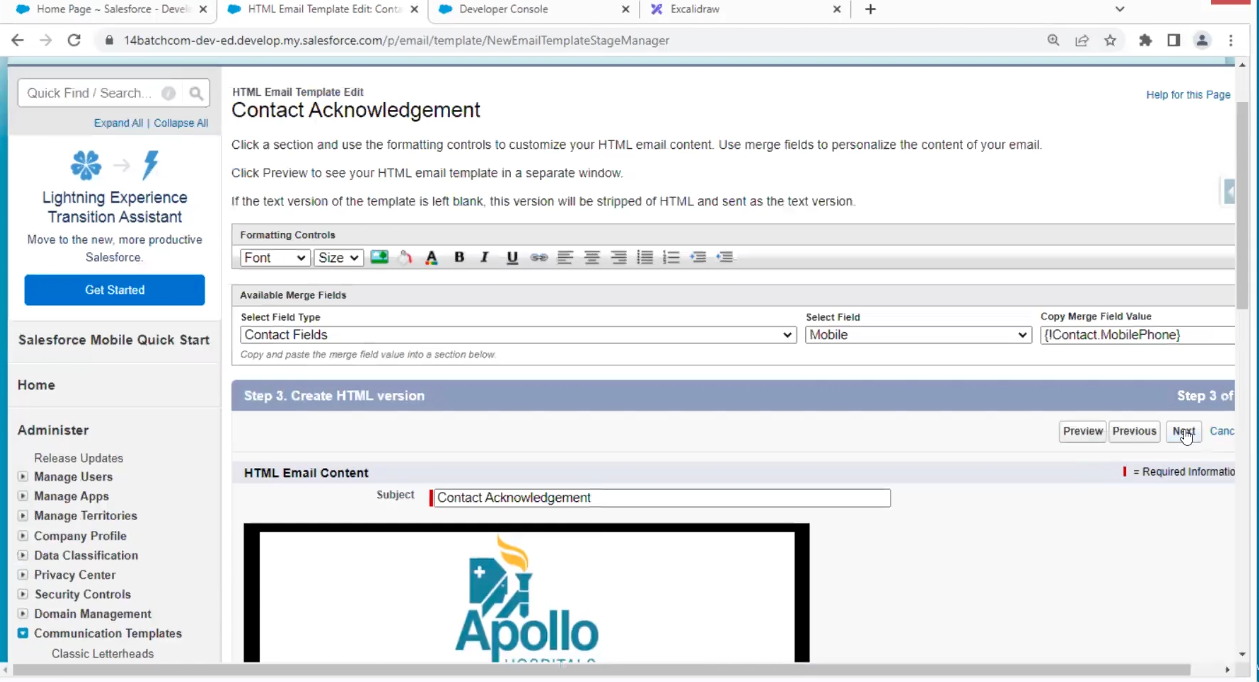 Home Page ~ Salesforce - Devel
HTML Email Template Edit: Conta
Developer Console
Excalidraw
14batchcom-dev-ed.develop.my.salesforce.com/p/email/template/NewEmailTemplateStageManager
Quick Find / Search...
Expand All | Collapse All
Lightning Experience
Transition Assistant
Move to the new, more productive
Salesforce.
Get Started
Salesforce Mobile Quick Start
Home
Administer
Release Updates
Manage Users
Manage Apps
Manage Territories
Company Profile
Data Classification
Privacy Center
Security Controls
Domain Management
Communication Templates
Classic Letterheads
HTML Email Template Edit
Contact Acknowledgement
Help for this Page
Click a section and use the formatting controls to customize your HTML email content. Use merge fields to personalize the content of your email.
Click Preview to see your HTML email template in a separate window.
If the text version of the template is left blank, this version will be stripped of HTML and sent as the text version.
Formatting Controls
Font Size A B I U
Available Merge Fields
Select Field Type Select Field Copy Merge Field Value
Contact Fields Mobile {!Contact.MobilePhone}
Copy and paste the merge field value into a section below.
Step 3. Create HTML version Step 3 of
Preview Previous Next Canc
HTML Email Content = Required Informatio
Subject Contact Acknowledgement
Apollo
HOSPITALS